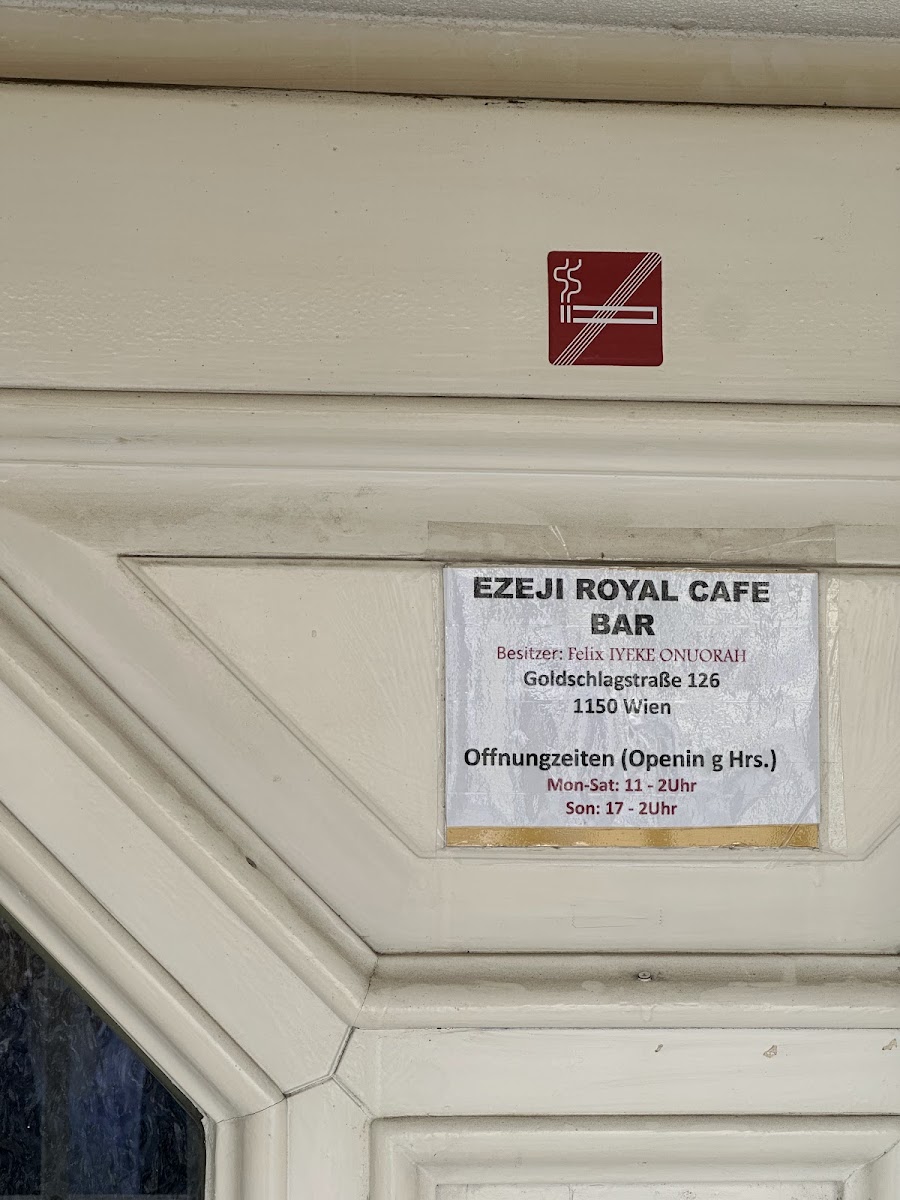 EZEJI ROYAL CAFE
BAR
Besitzer: Felix IYEKE ONUORAH
Goldschlagstraße 126
1150 Wien
Offnungzeiten (Openin g Hrs.)
Mon-Sat: 11 - 2Uhr
Son: 17 - 2Uhr